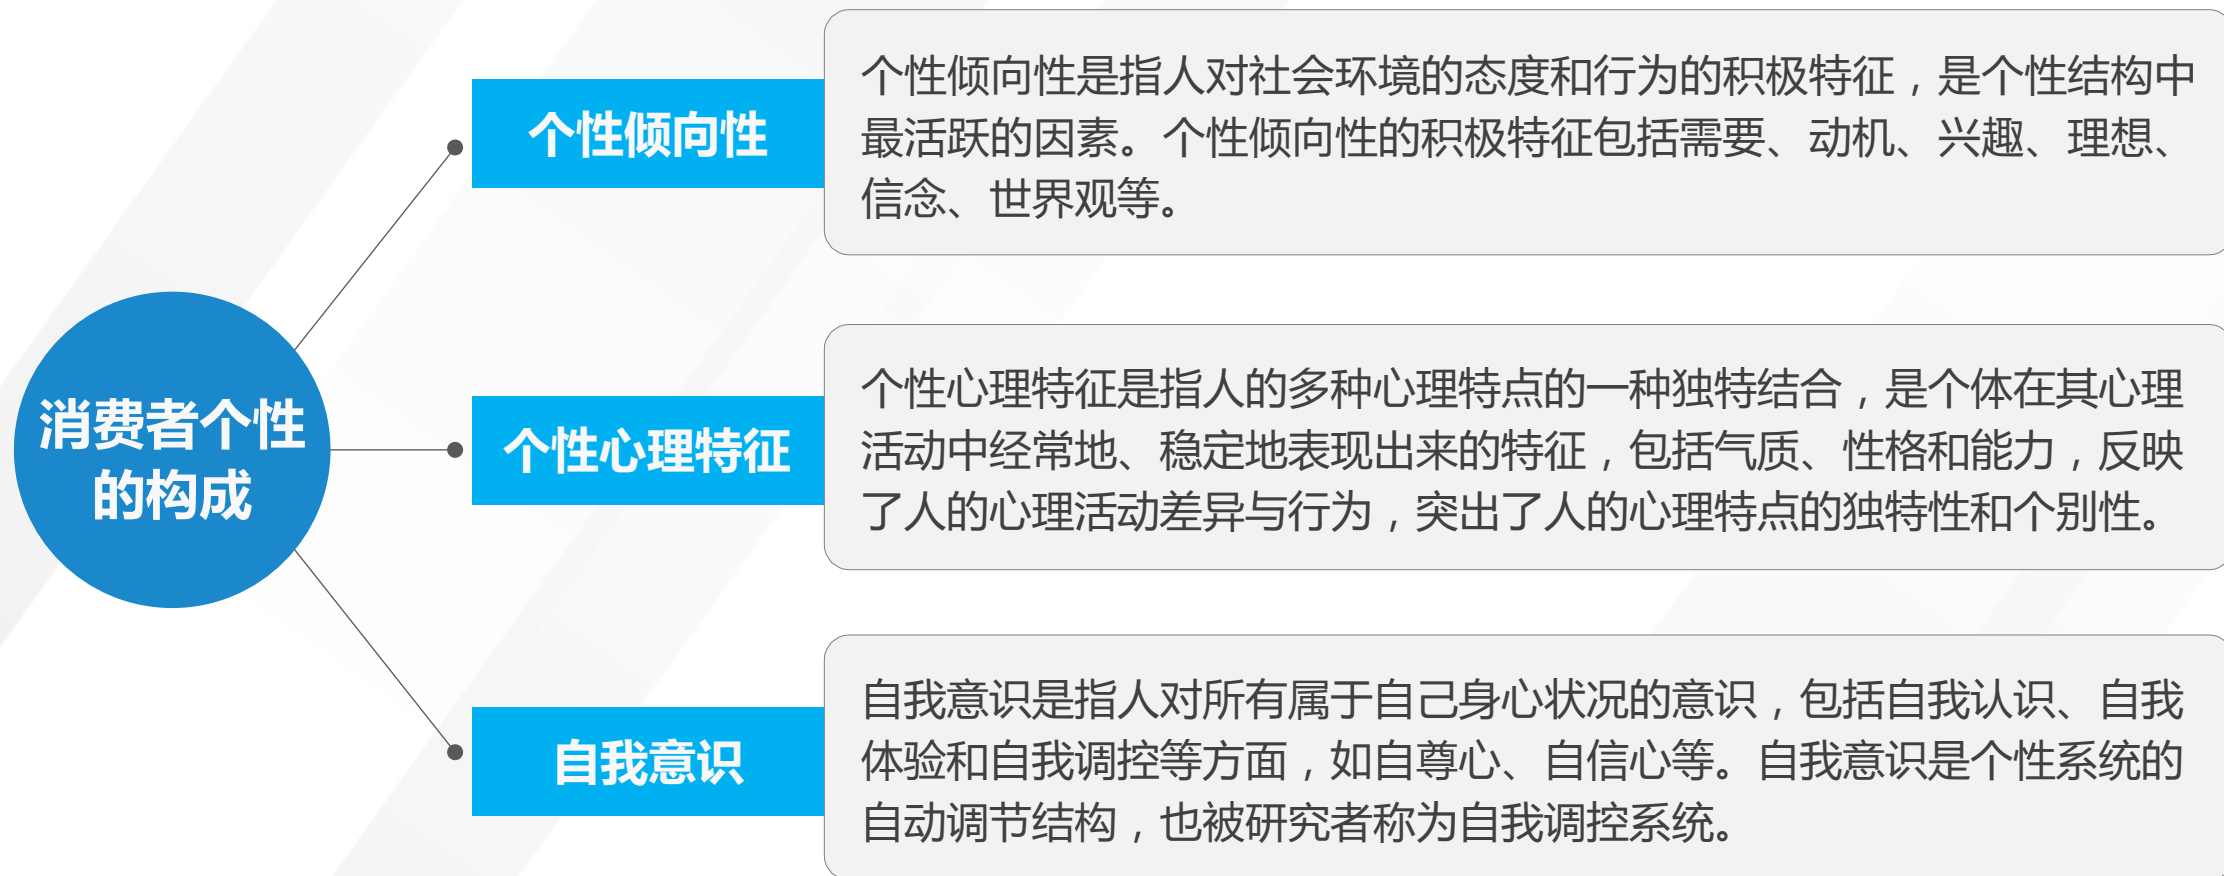 个性倾向性
个性倾向性是指人对社会环境的态度和行为的积极特征，是个性结构中
最活跃的因素。个性倾向性的积极特征包括需要、动机、兴趣、理想、
信念、世界观等。
消费者个性
的构成
个性心理特征
个性心理特征是指人的多种心理特点的一种独特结合，是个体在其心理
活动中经常地、稳定地表现出来的特征，包括气质、性格和能力，反映
了人的心理活动差异与行为，突出了人的心理特点的独特性和个别性。
自我意识
自我意识是指人对所有属于自己身心状况的意识，包括自我认识、自我
体验和自我调控等方面，如自尊心、自信心等。自我意识是个性系统的
自动调节结构，也被研究者称为自我调控系统。